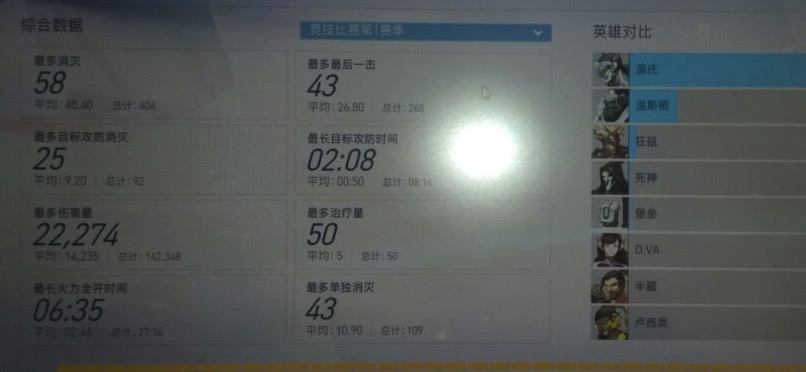 综合数据
竞技比赛第1赛季
英雄对比
最多消灭
58
平均:40.40 总计:404
最多最后一击
43
平均:26.80 总计:268
最多目标攻防消灭
25
平均:9.20 总计:92
最长目标攻防时间
02:08
平均:00:50 总计:08:16
最多伤害量
22,274
平均:14,235 总计:142,348
最多治疗量
50
平均:5 总计:50
最长火力全开时间
06:35
平均:02:46 总计:27:36
最多单独消灭
43
平均:10.90 总计:109
源氏
温斯顿
狂鼠
死神
堡垒
D.VA
半藏
卢西奥